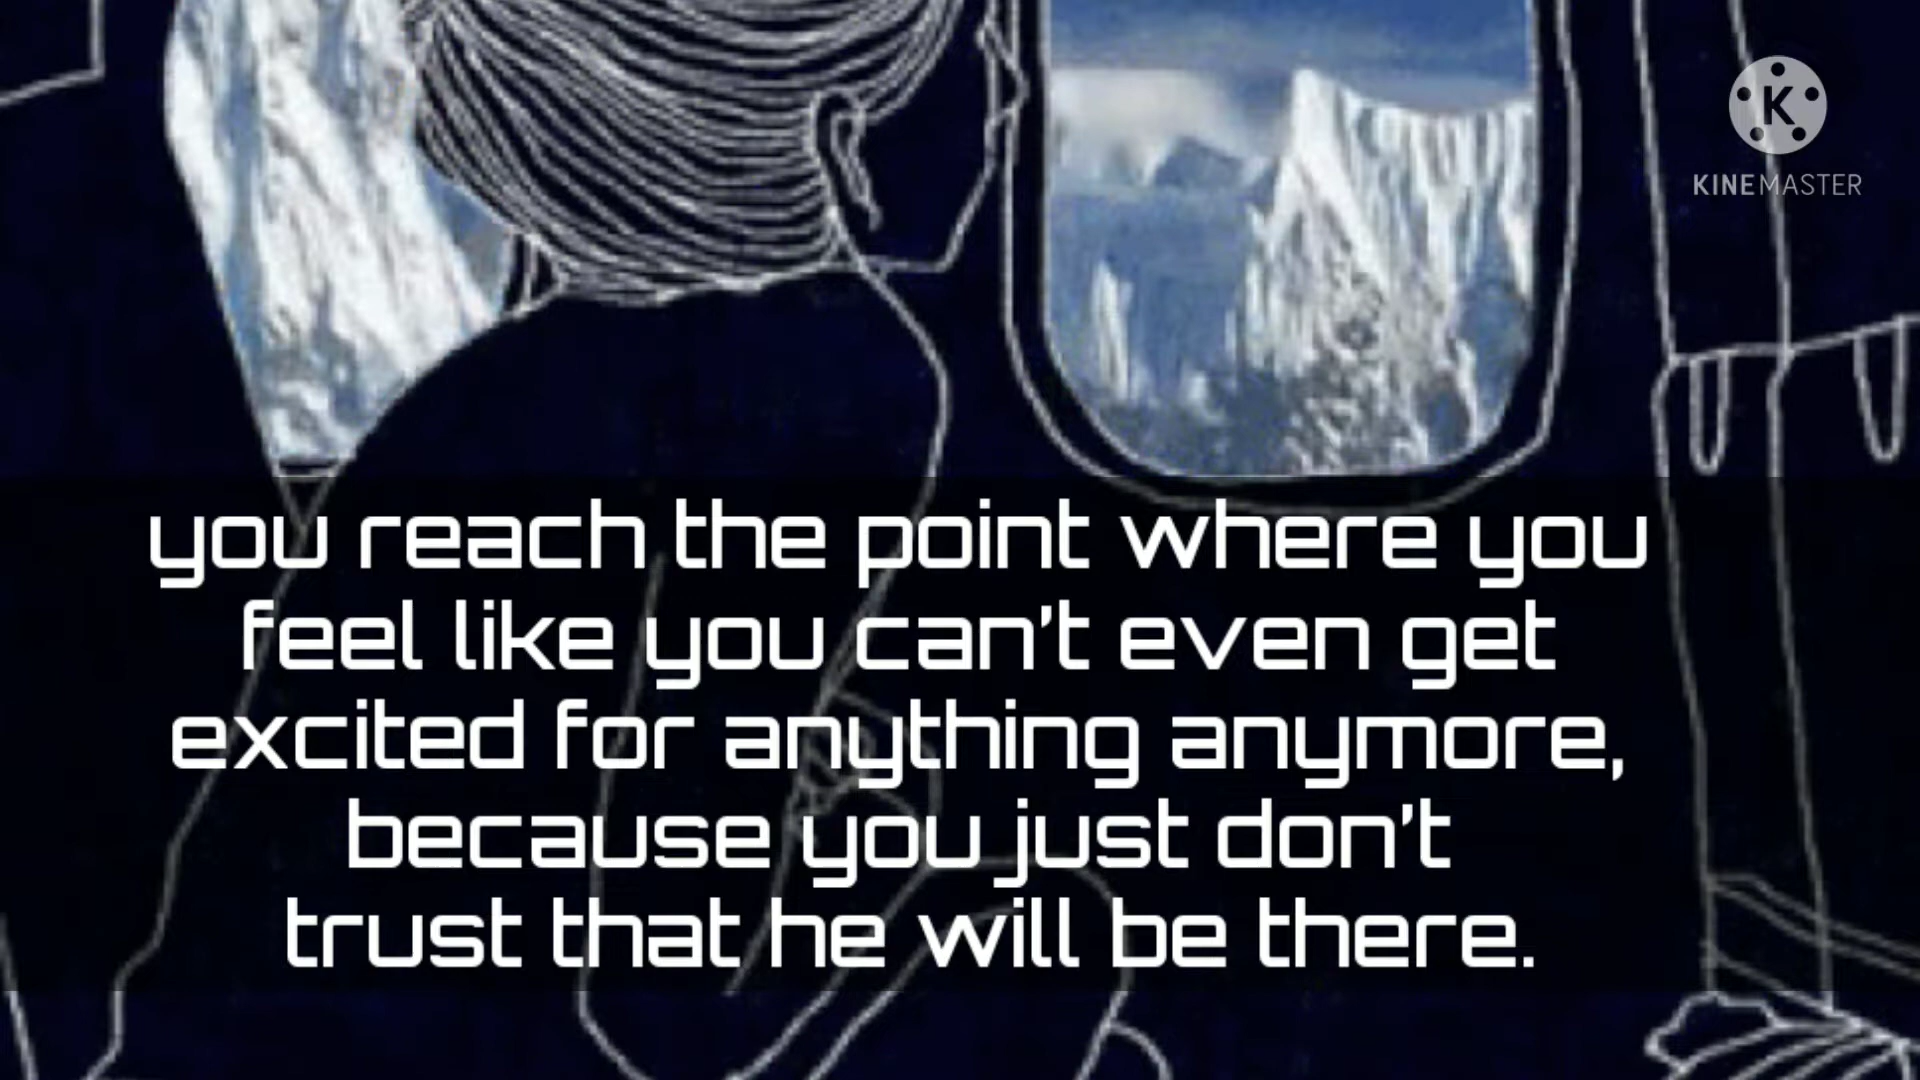 K
KINEMASTER
you reach the point where you
feel like you can't even get
excited for anything anymore,
because you just don't
trust that he will be there.